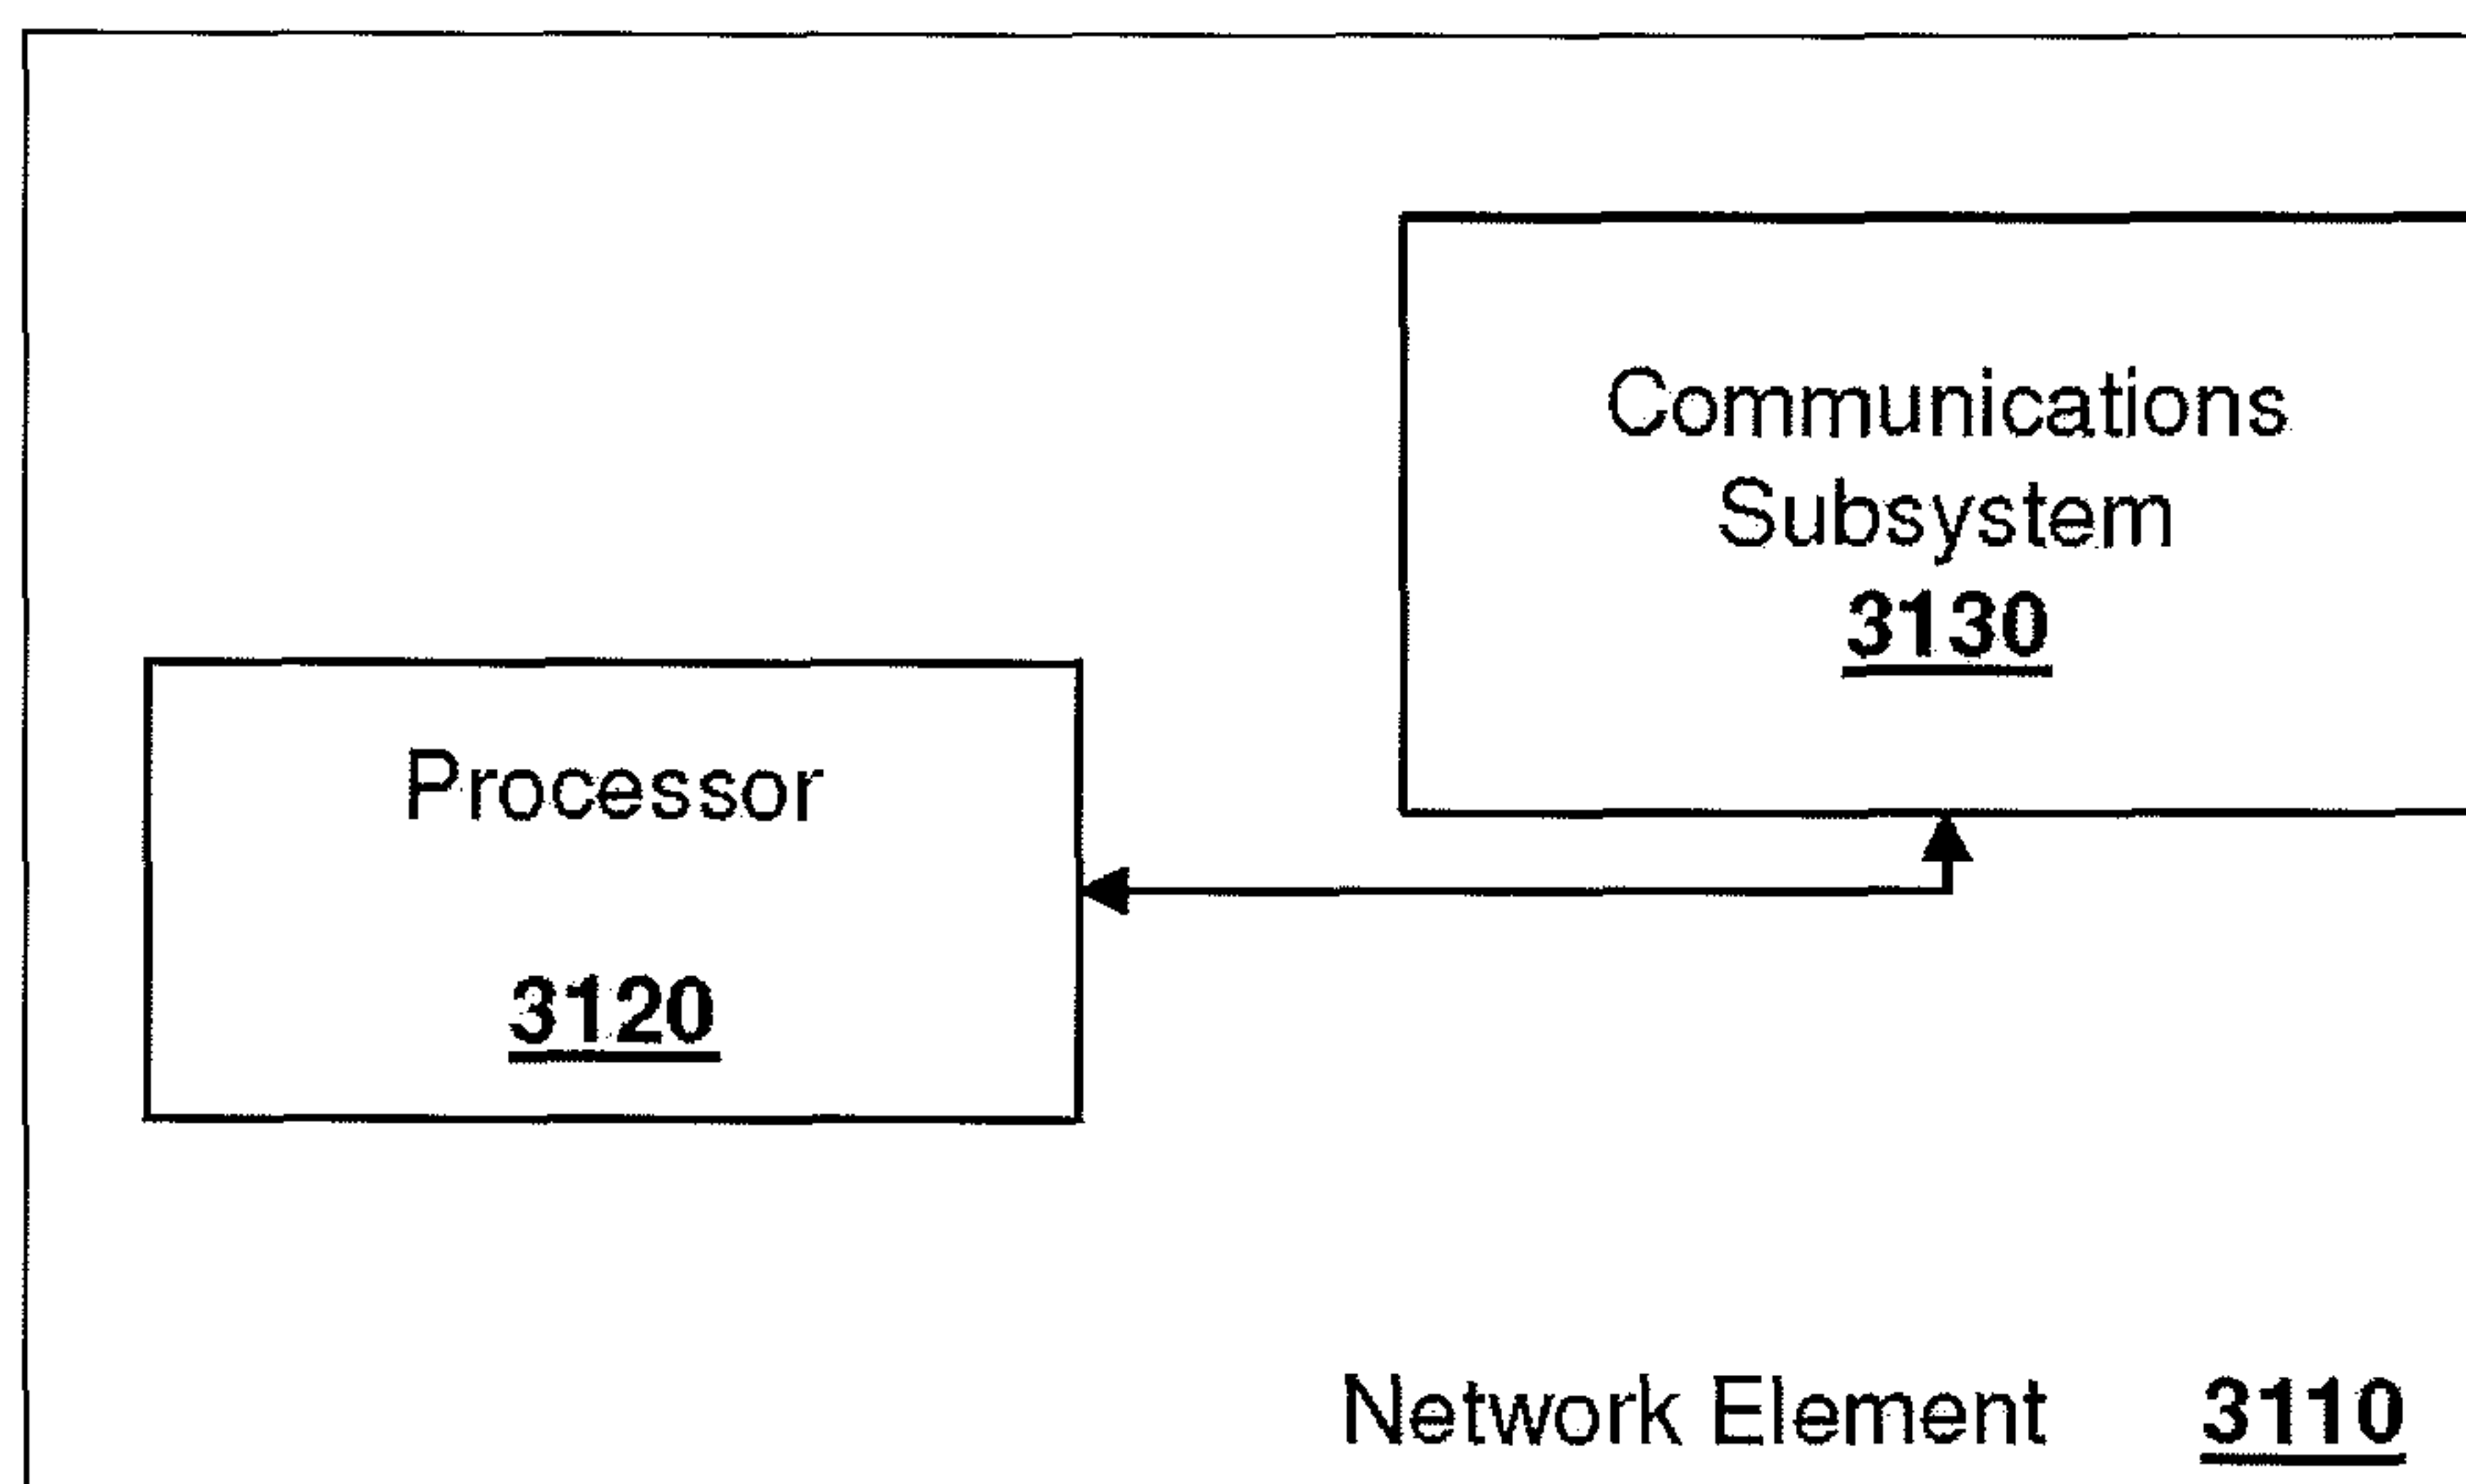 Communications
Subsystem
3130
Processor
3120
Network Element 3110